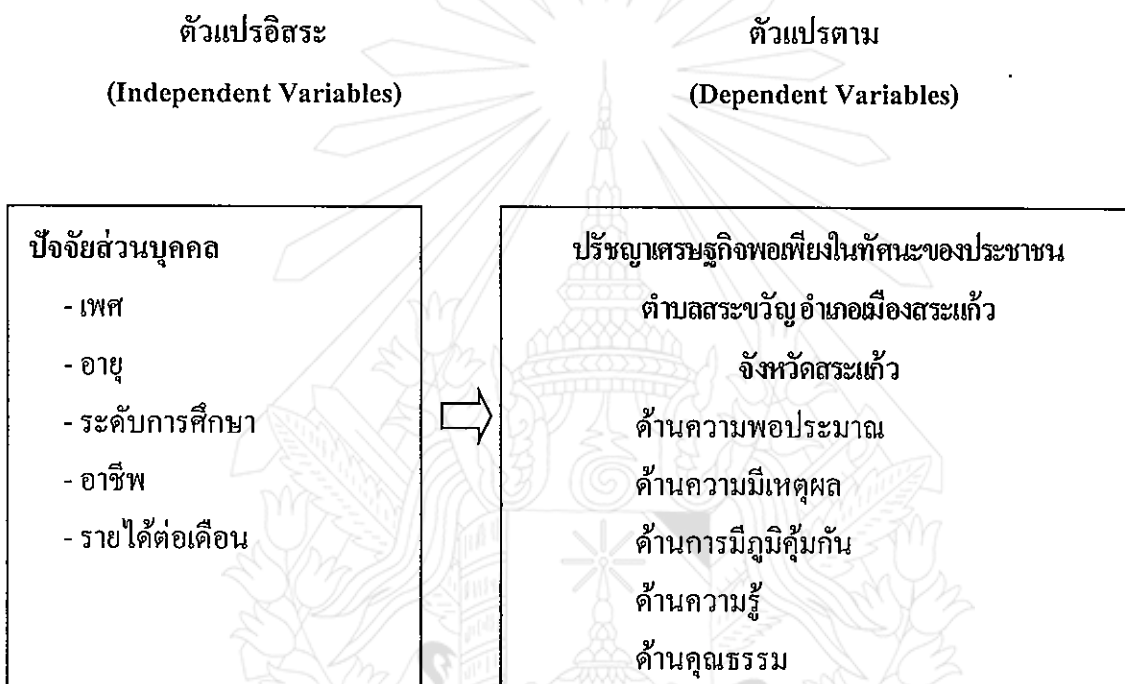 ตัวแปรอิสระ
(Independent Variables)
ตัวแปรตาม
(Dependent Variables)
ปัจจัยส่วนบุคคล
- เพศ
- อายุ
- ระดับการศึกษา
- อาชีพ
- รายได้ต่อเดือน
ปรัชญาเศรษฐกิจพอเพียงในทัศนะของประชาชน
ตำบลสระขวัญ อำเภอเมืองสระแก้ว
จังหวัดสระแก้ว
ด้านความพอประมาณ
ด้านความมีเหตุผล
ด้านการมีภูมิคุ้มกัน
ด้านความรู้
ด้านคุณธรรม